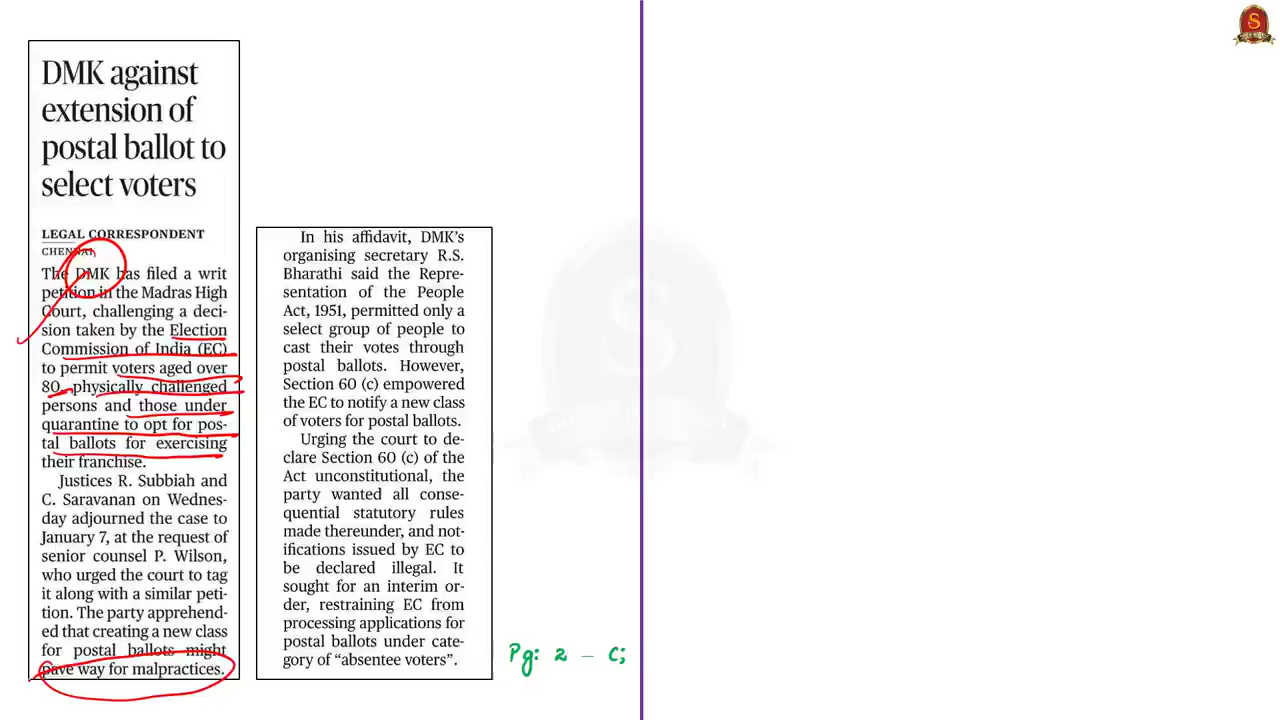 DMK against
extension of
postal ballot to
select voters
LEGAL CORRESPONDENT
CHENNAI
The DMK has filed a writ
petition in the Madras High
Court, challenging a deci-
sion taken by the Election
Commission of India (EC)
to permit voters aged over
80, physically challenged
persons and those under
quarantine to opt for pos-
tal ballots for exercising
their franchise.
Justices R. Subbiah and
C. Saravanan on Wednes-
day adjourned the case to
January 7, at the request of
senior counsel P. Wilson,
who urged the court to tag
it along with a similar peti-
tion. The party apprehend-
ed that creating a new class
for postal ballots might
pave way for malpractices.
In his affidavit, DMK's
organising secretary R.S.
Bharathi said the Repre-
sentation of the People
Act, 1951, permitted only a
select group of people to
cast their votes through
postal ballots. However,
Section 60 (c) empowered
the EC to notify a new class
of voters for postal ballots.
Urging the court to de-
clare Section 60 (c) of the
Act unconstitutional, the
party wanted all conse-
quential statutory rules
made thereunder, and not-
ifications issued by EC to
be declared illegal. It
sought for an interim or-
der, restraining EC from
processing applications for
postal ballots under cate-
gory of “absentee voters”.
Pg: 2 – C;
S